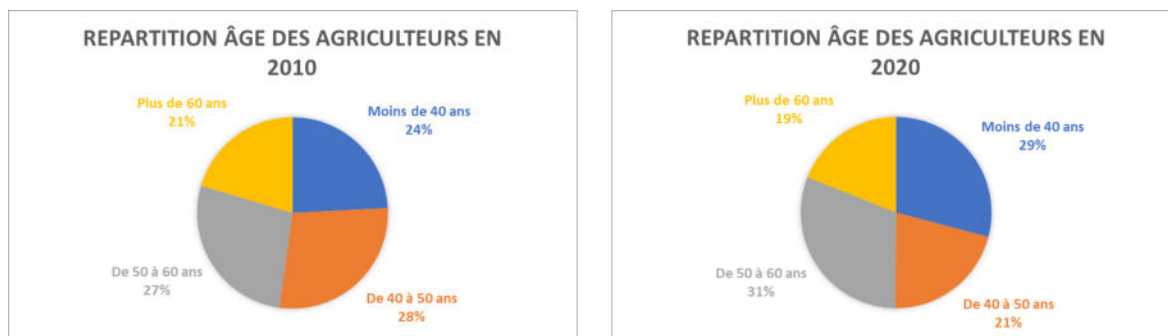 REPARTITION ÂGE DES AGRICULTEURS EN
2010
Plus de 60 ans
21%
Moins de 40 ans
24%
De 50 à 60 ans
27%
De 40 à 50 ans
28%
REPARTITION ÂGE DES AGRICULTEURS EN
2020
Plus de 60 ans
19%
Moins de 40 ans
29%
De 50 à 60 ans
31%
De 40 à 50 ans
21%